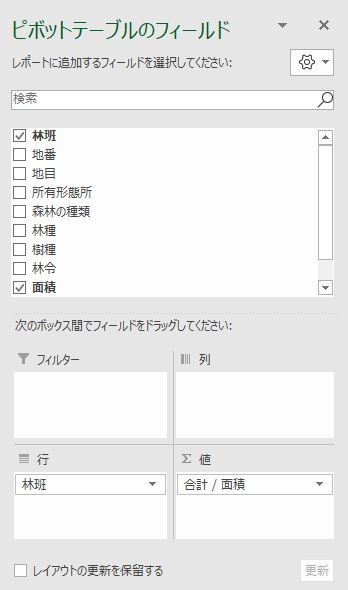 ピボットテーブルのフィールド
レポートに追加するフィールドを選択してください:
検索
林班
地番
地目
所有形態所
森林の種類
林種
樹種
林令
面積
次のボックス間でフィールドをドラッグしてください:
フィルター
列
行
Σ 値
林班
合計 / 面積
レイアウトの更新を保留する
更新